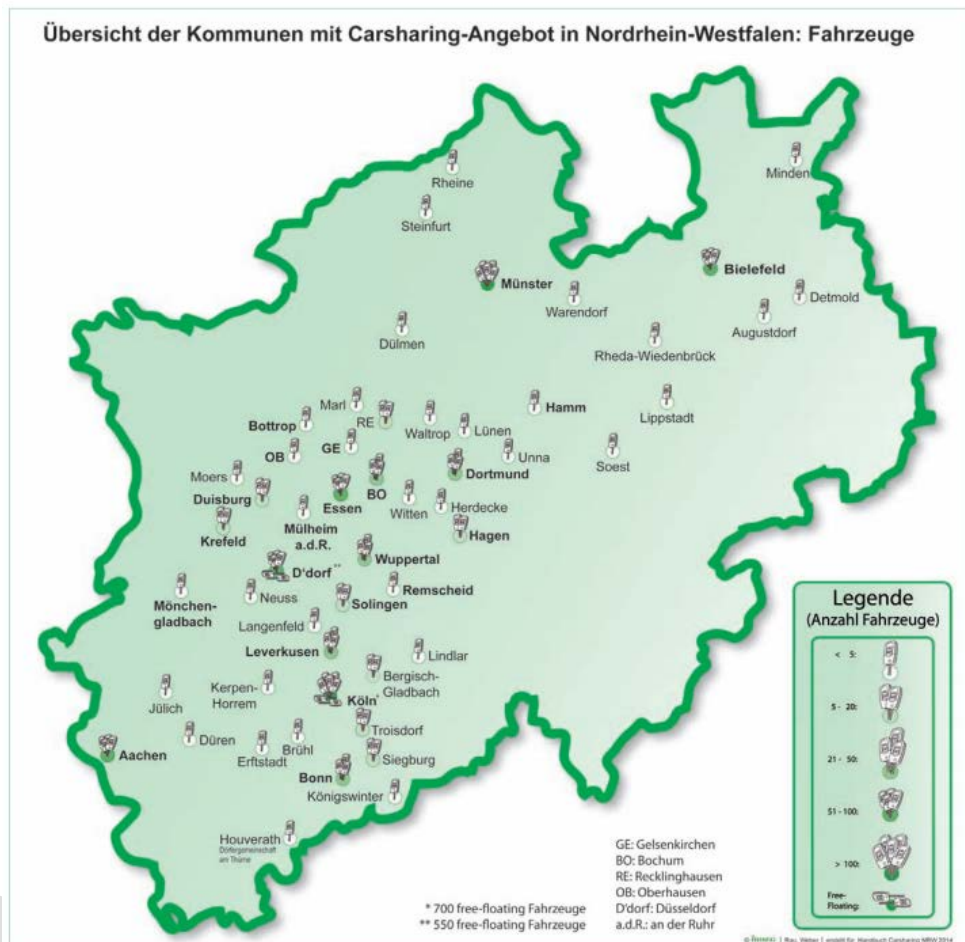 Übersicht der Kommunen mit Carsharing-Angebot in Nordrhein-Westfalen: Fahrzeuge
Minden
Rheine
Steinfurt
Bielefeld
Münster
Detmold
Warendorf
Augustdorf
Dülmen
Rheda-Wiedenbrück
Marl
Hamm
Lippstadt
Bottrop
RE
Waltrop
Lünen
GE
OB
Unna
Soest
Moers
Dortmund
Duisburg
Essen
BO
Witten
Herdecke
Krefeld
Mülheim
a.d.R.
Hagen
Wuppertal
D'dorf **
Remscheid
Mönchen-
gladbach
Neuss
Solingen
Langenfeld
Leverkusen
Lindlar
Bergisch-
Gladbach
Kerpen-
Horrem
Köln*
Jülich
Troisdorf
Düren
Brühl
Aachen
Erftstadt
Siegburg
Bonn
Königswinter
Houverath
Dörfergemeinschaft
am Thürne
Legende
(Anzahl Fahrzeuge)
< 5:
5 - 20:
21 - 50:
51 - 100:
> 100:
Free-
Floating:
GE: Gelsenkirchen
BO: Bochum
RE: Recklinghausen
OB: Oberhausen
D'dorf: Düsseldorf
a.d.R.: an der Ruhr
* 700 free-floating Fahrzeuge
** 550 free-floating Fahrzeuge